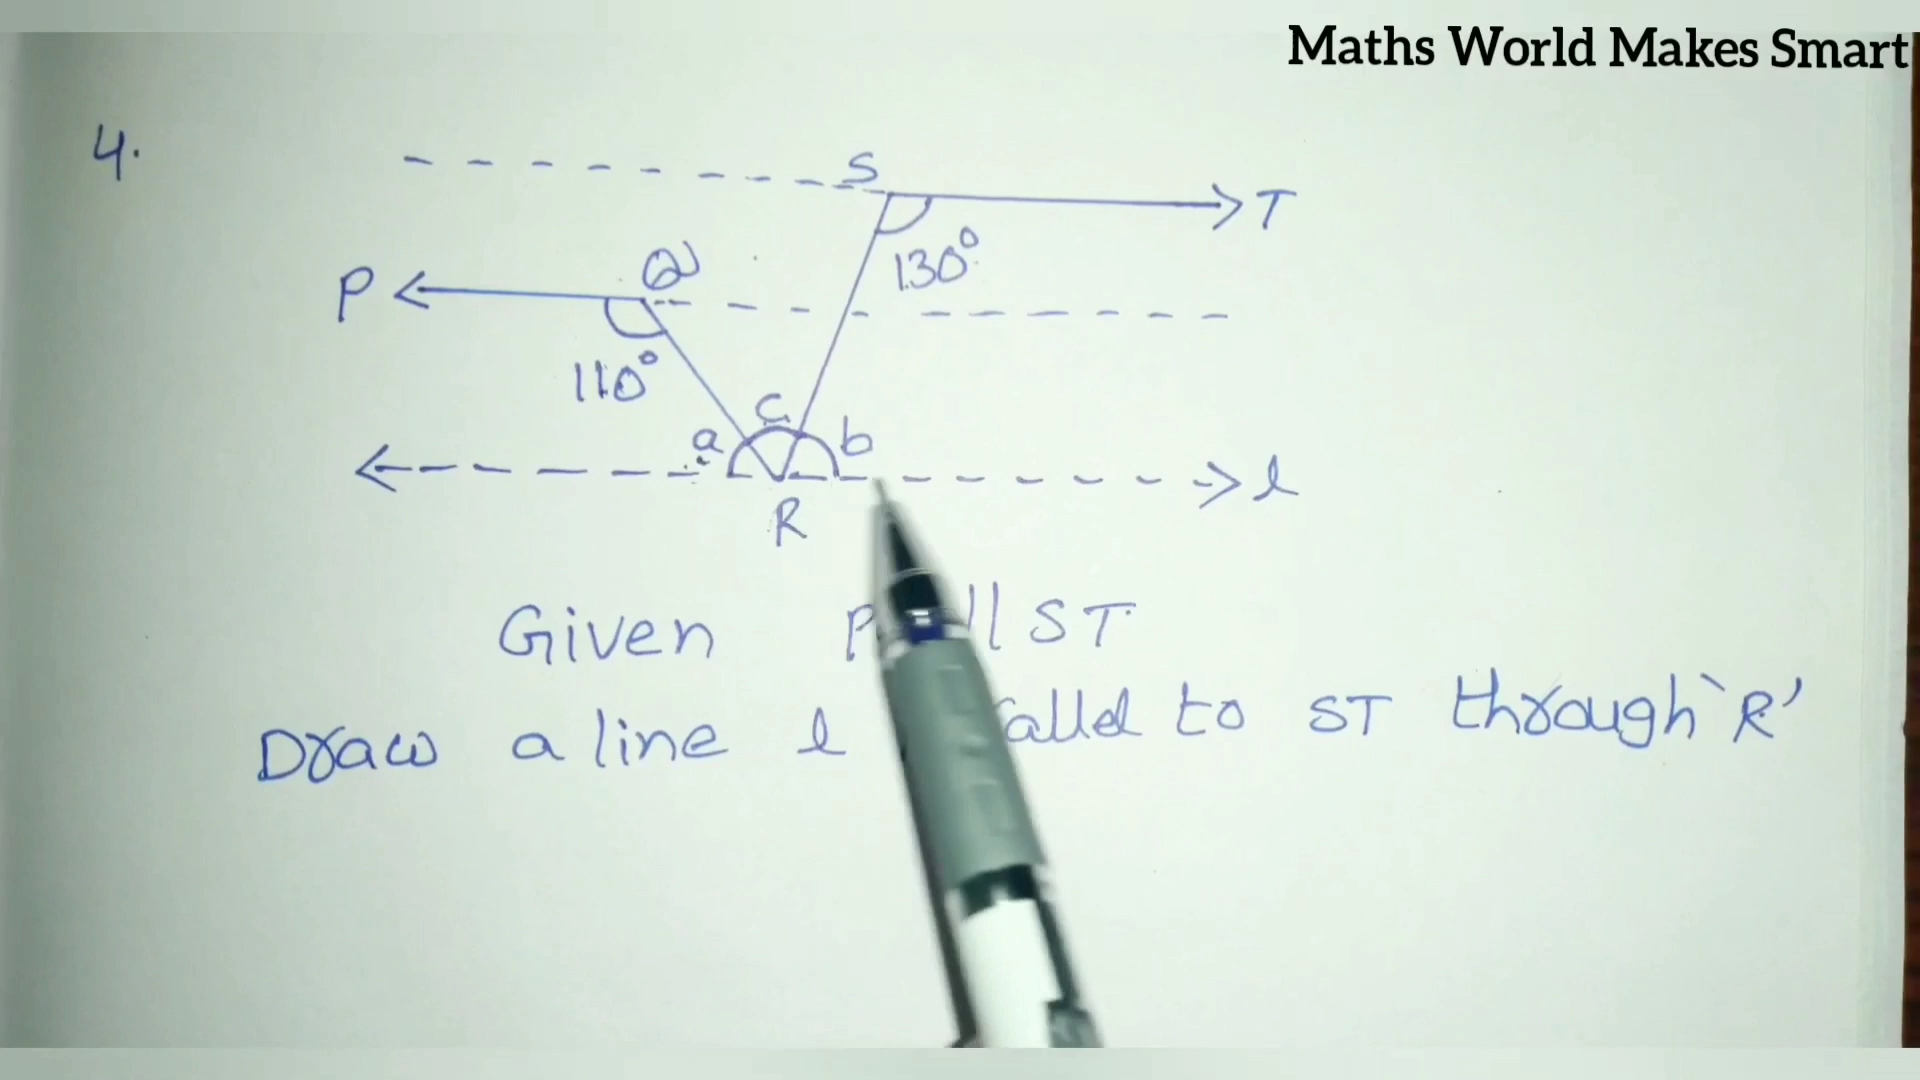 Maths World Makes Smart
4.
S
T
P
Q
130°
110°
a c b
l
R
Given P || ST
Draw a line l to ST through 'R'